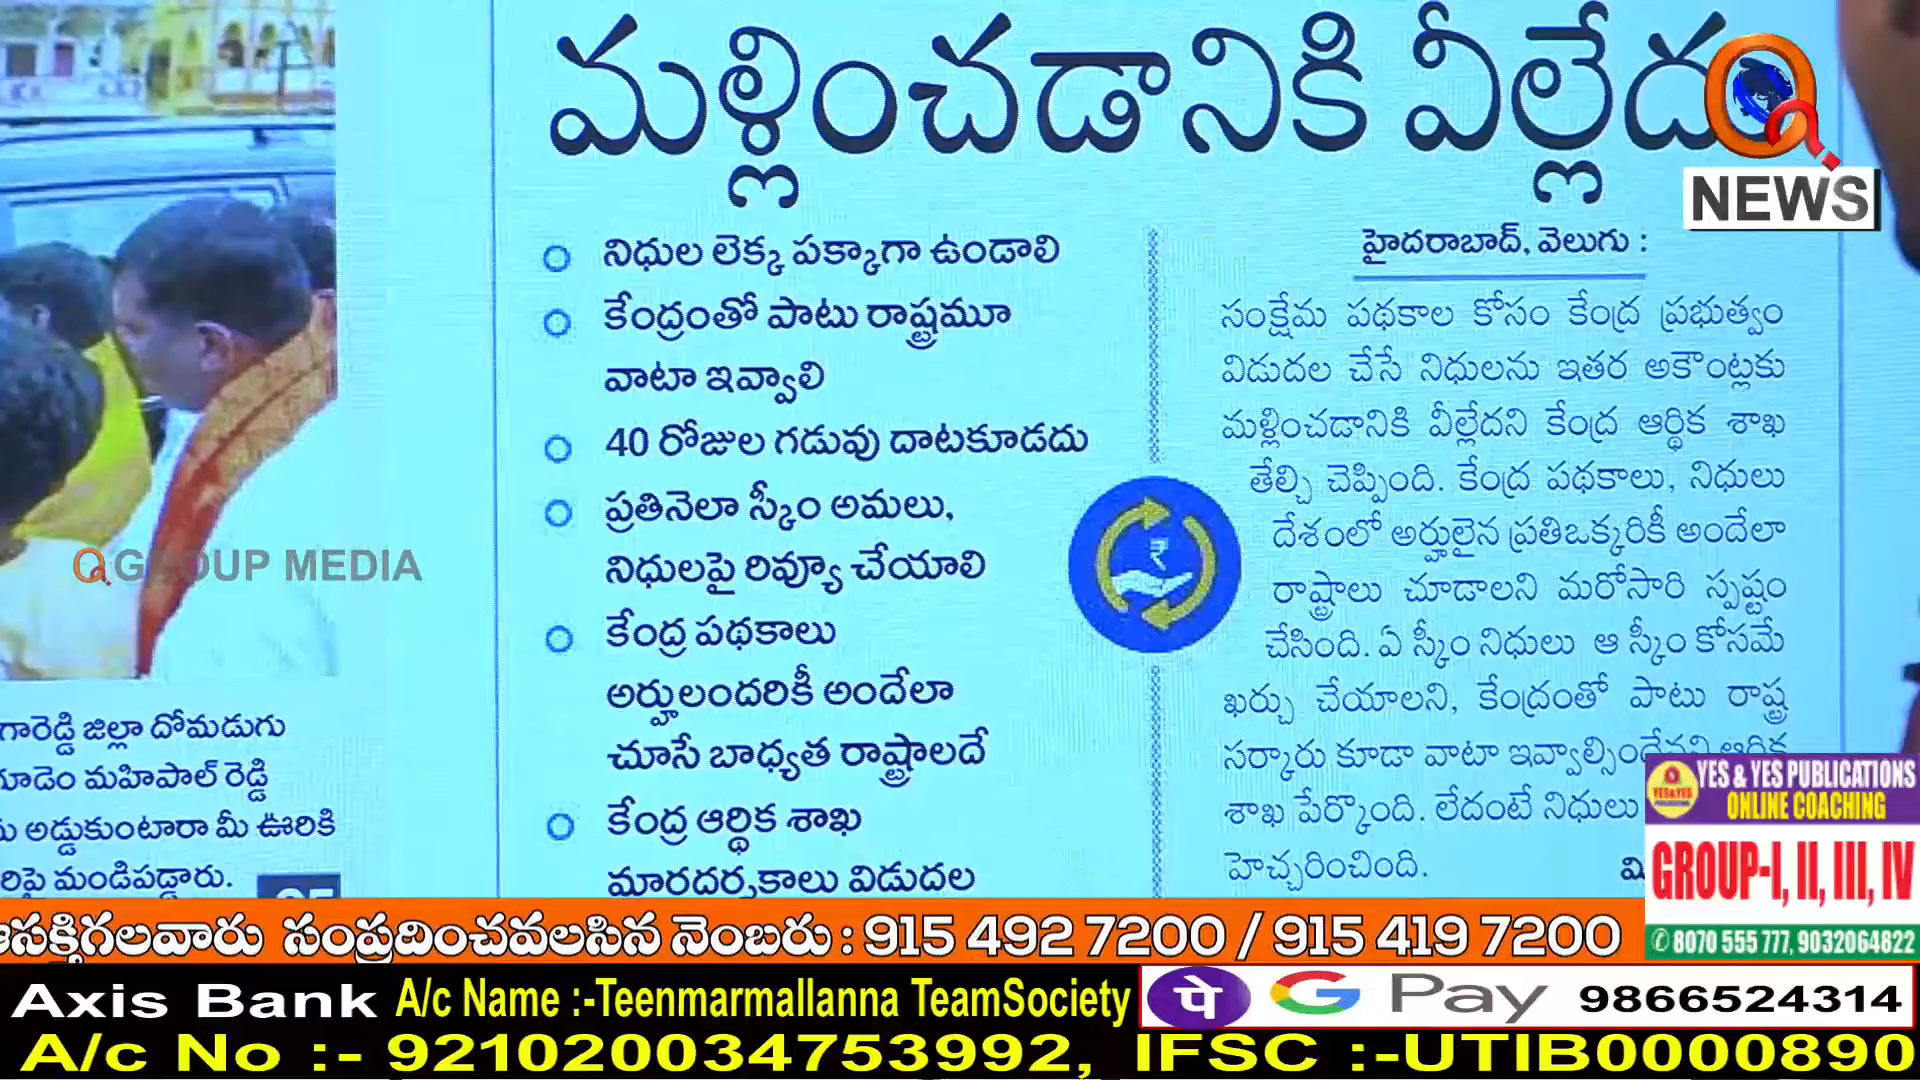 మళ్లించడానికి వీల్లేదు
NEWS
నిధుల లెక్క పక్కాగా ఉండాలి
కేంద్రంతో పాటు రాష్ట్రమూ
వాటా ఇవ్వాలి
40 రోజుల గడువు దాటకూడదు
ప్రతినెలా స్కీం అమలు,
నిధులపై రివ్యూ చేయాలి
కేంద్ర పథకాలు
అర్హులందరికీ అందేలా
చూసే బాధ్యత రాష్ట్రాలదే
కేంద్ర ఆర్థిక శాఖ
మార్గదర్శకాలు విడుదల
హైదరాబాద్, వెలుగు :
సంక్షేమ పథకాల కోసం కేంద్ర ప్రభుత్వం
విడుదల చేసే నిధులను ఇతర అకౌంట్లకు
మళ్లించడానికి వీల్లేదని కేంద్ర ఆర్థిక శాఖ
తేల్చి చెప్పింది. కేంద్ర పథకాలు, నిధులు
దేశంలో అర్హులైన ప్రతిఒక్కరికీ అందేలా
రాష్ట్రాలు చూడాలని మరోసారి స్పష్టం
చేసింది. ఏ స్కీం నిధులు ఆ స్కీం కోసమే
ఖర్చు చేయాలని, కేంద్రంతో పాటు రాష్ట్ర
సర్కారు కూడా వాటా ఇవ్వాల్సిందేనని ఆర్థిక
శాఖ పేర్కొంది. లేదంటే నిధులు
హెచ్చరించింది.
GROUP MEDIA
గారెడ్డి జిల్లా దోమడుగు
గూడెం మహిపాల్ రెడ్డి
అడ్డుకుంటారా మీ ఊరికి
రిపై మండిపడ్డారు.
YES & YES PUBLICATIONS
ONLINE COACHING
GROUP-I, II, III, IV
8070 555 777, 9032064822
ఆసక్తిగలవారు సంప్రదించవలసిన నెంబరు : 915 492 7200 / 915 419 7200
Axis Bank A/c Name :-Teenmarmallanna TeamSociety
पे G Pay 9866524314
A/c No :- 921020034753992, IFSC :-UTIB0000890